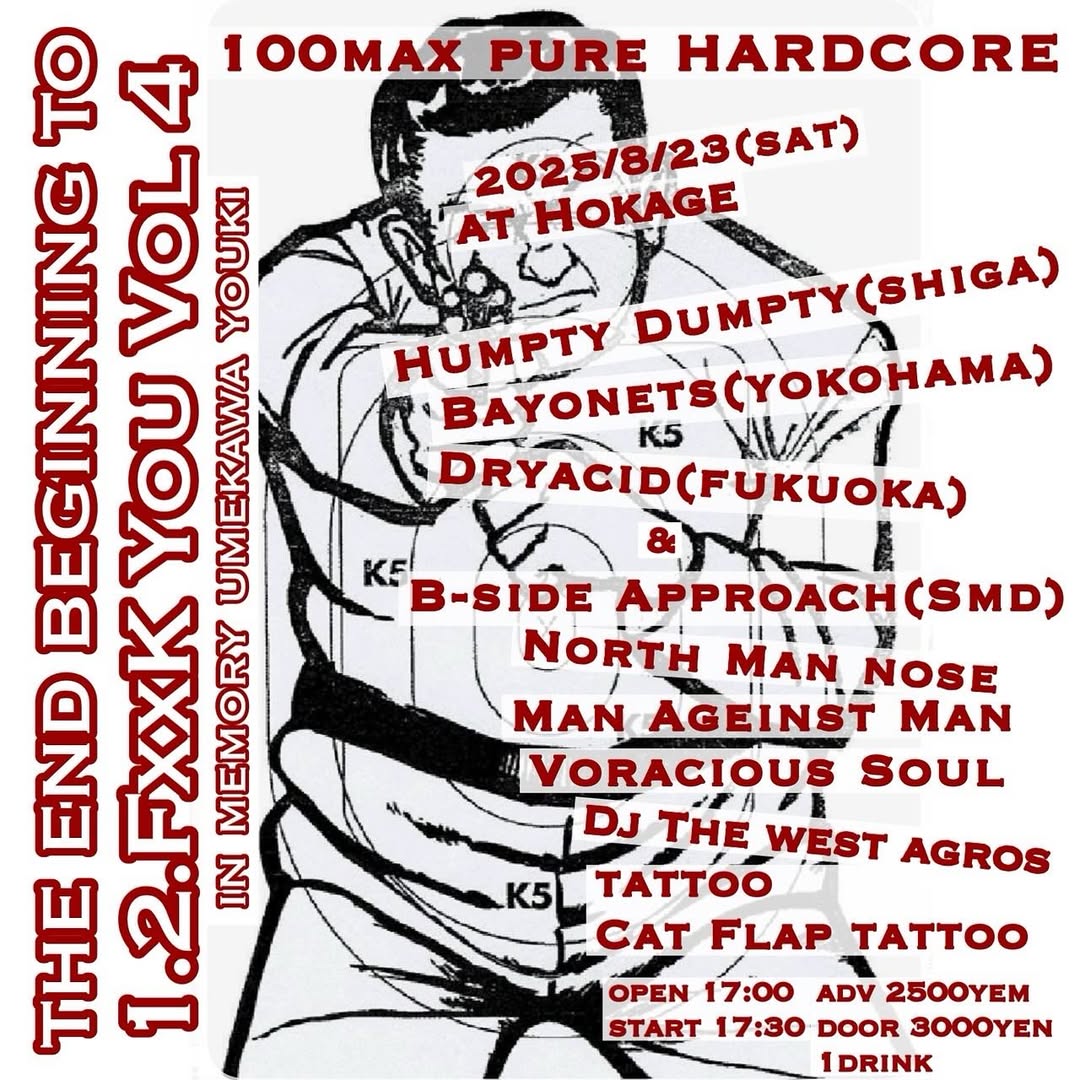 THE END BEGINNING TO
1.2.FxxK YOU VOL 4
IN MEMORY UMEKAWA YOUKI
100MAX PURE HARDCORE
2025/8/23(SAT)
AT HOKAGE
HUMPTY DUMPTY(SHIGA)
BAYONETS(YOKOHAMA)
K5
DRYACID(FUKUOKA)
&
K5
B-SIDE APPROACH(SMD)
NORTH MAN NOSE
MAN AGEINST MAN
VORACIOUS SOUL
DJ THE WEST AGROS
TATTOO
K5
CAT FLAP TATTOO
OPEN 17:00 ADV 2500YEM
START 17:30 DOOR 3000YEN
1DRINK